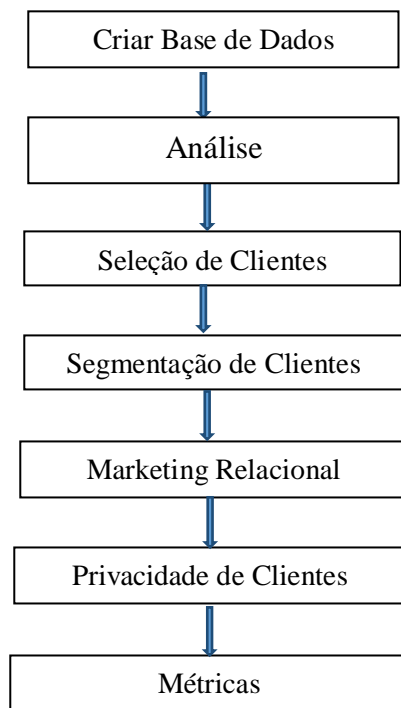 Criar Base de Dados
Análise
Seleção de Clientes
Segmentação de Clientes
Marketing Relacional
Privacidade de Clientes
Métricas